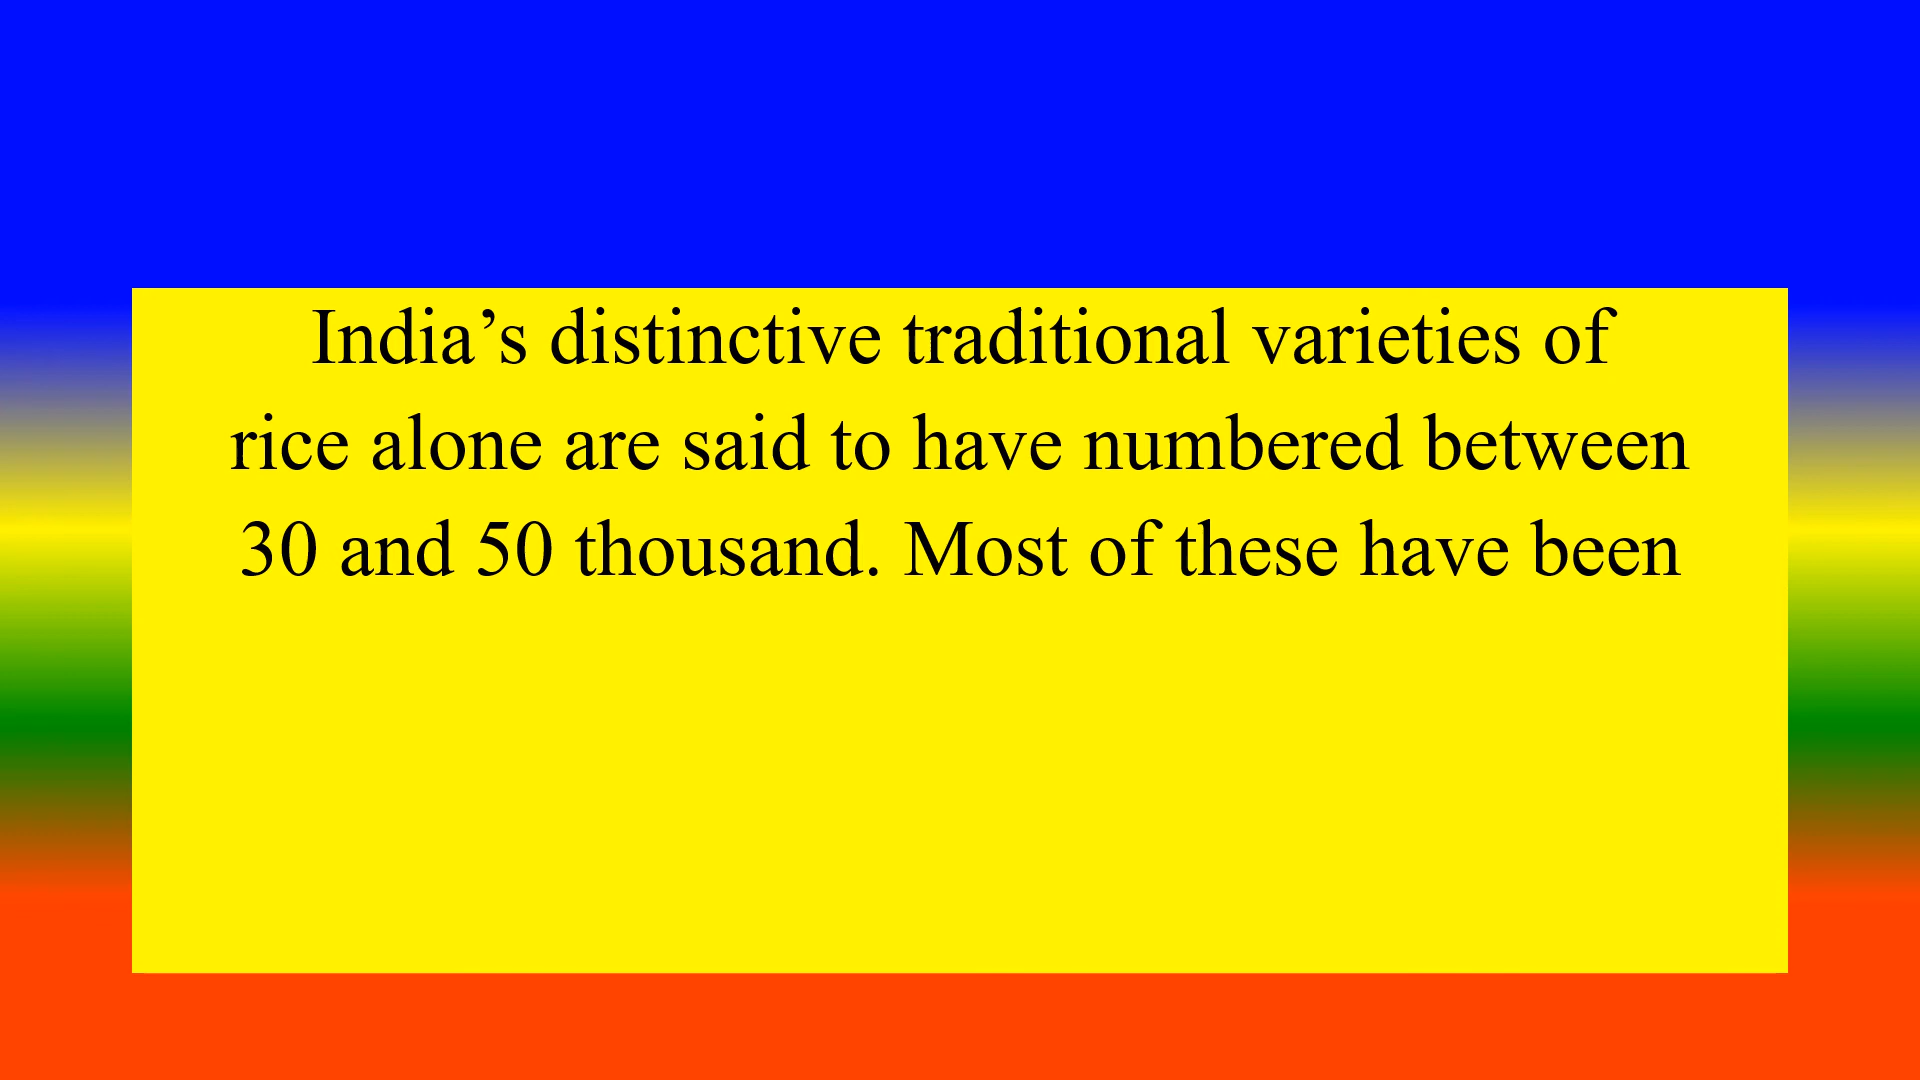 India’s distinctive traditional varieties of
rice alone are said to have numbered between
30 and 50 thousand. Most of these have been